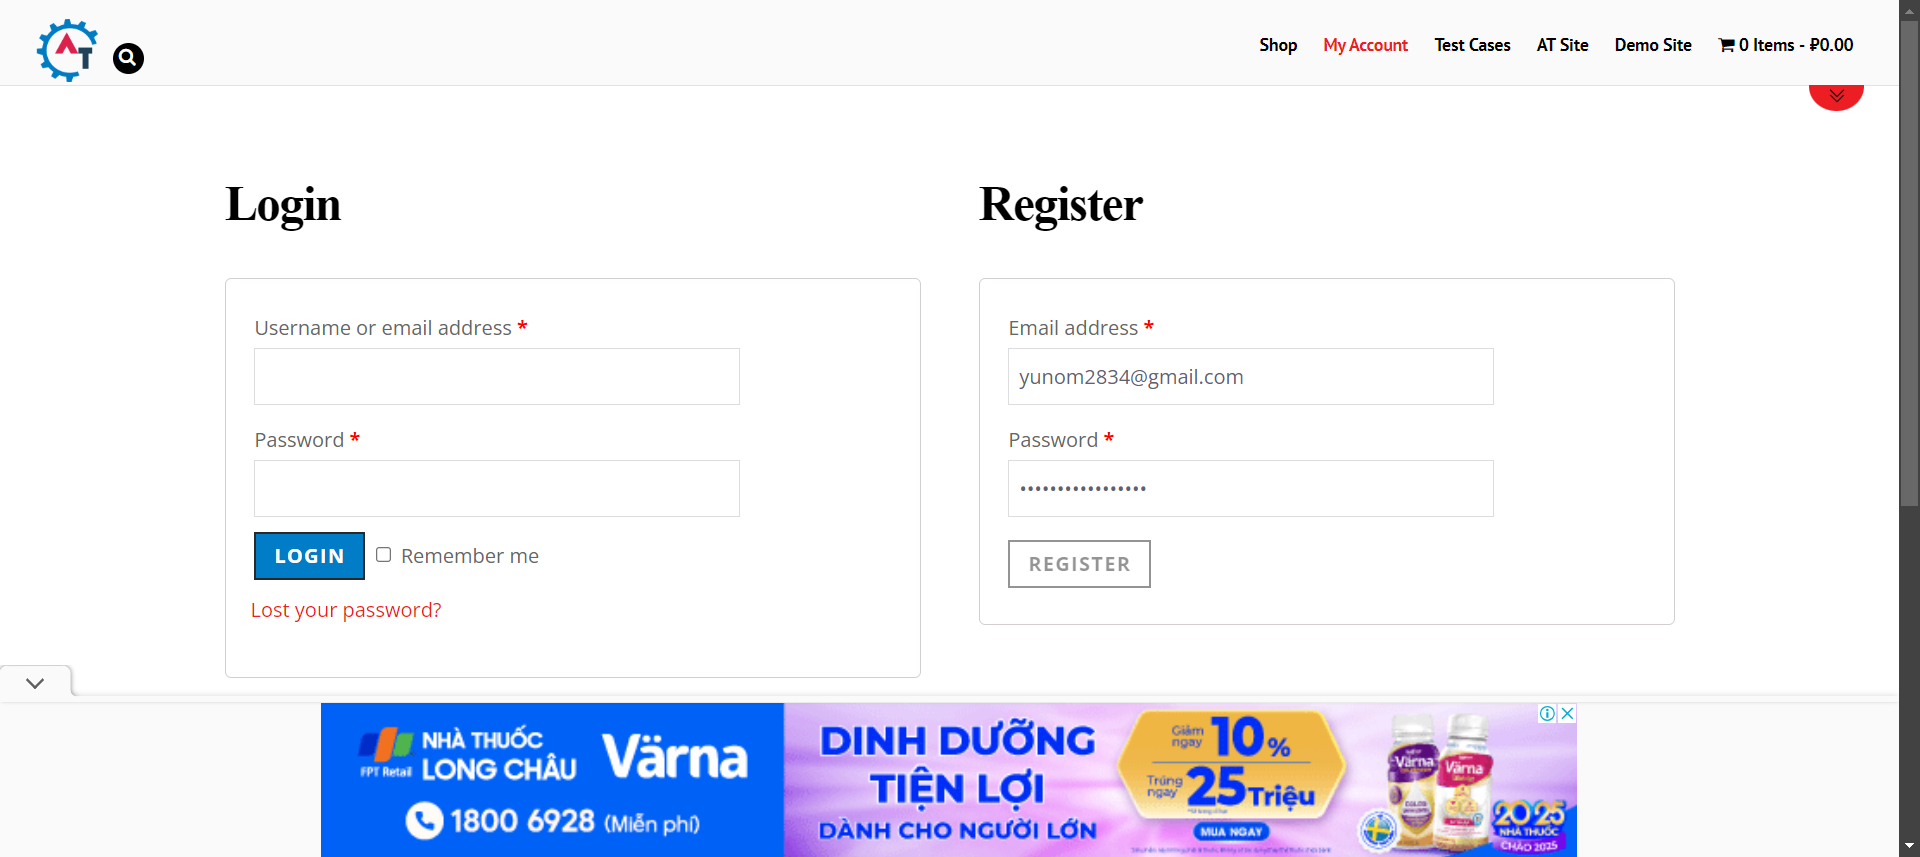 AT
Shop
My Account
Test Cases
AT Site
Demo Site
0 Items - ₽0.00
Login
Register
Username or email address *
Password *
LOGIN
Remember me
Lost your password?
Email address *
yunom2834@gmail.com
Password *
•••••••••••••••••
REGISTER
FPT Retail
NHÀ THUỐC
LONG CHÂU
Värna
1800 6928 (Miễn phí)
DINH DƯỠNG
TIỆN LỢI
DÀNH CHO NGƯỜI LỚN
Giảm ngay 10%
Trúng ngay 25 Triệu
MUA NGAY
Värna
Värna
COLOS
2025
NHÀ THUỐC
CHÀO 2025